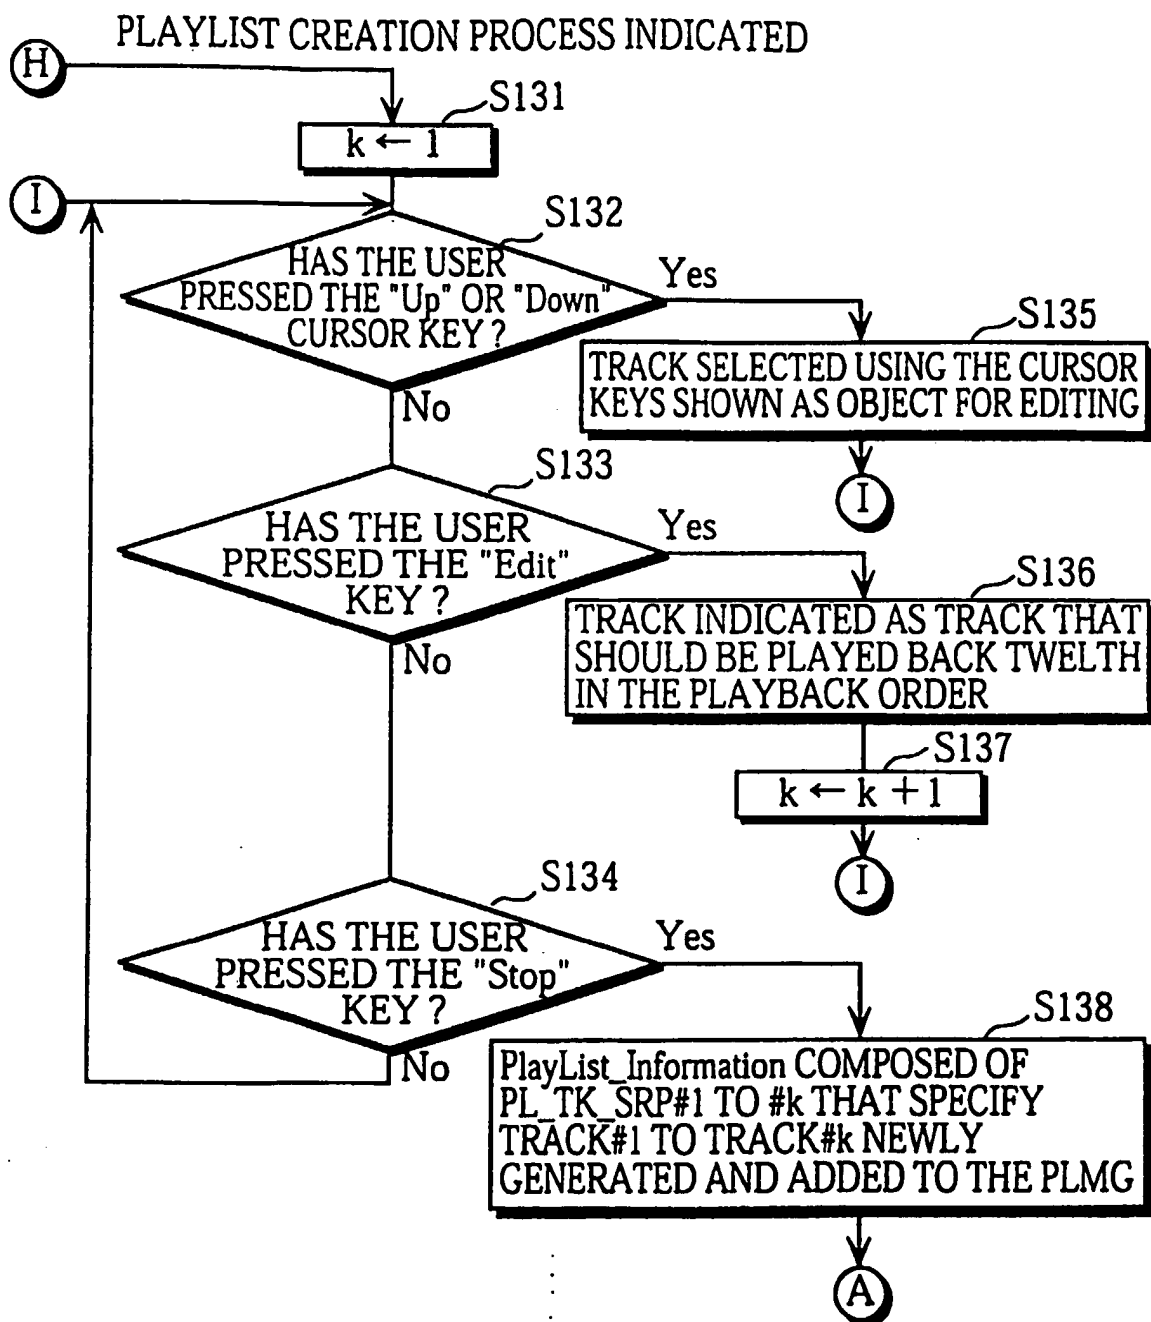 PLAYLIST CREATION PROCESS INDICATED
H
S131
k ← 1
I
S132
HAS THE USER
PRESSED THE "Up" OR "Down"
CURSOR KEY ?
Yes
No
S135
TRACK SELECTED USING THE CURSOR
KEYS SHOWN AS OBJECT FOR EDITING
I
S133
HAS THE USER
PRESSED THE "Edit"
KEY ?
Yes
No
S136
TRACK INDICATED AS TRACK THAT
SHOULD BE PLAYED BACK TWELTH
IN THE PLAYBACK ORDER
S137
k ← k + 1
I
S134
HAS THE USER
PRESSED THE "Stop"
KEY ?
Yes
No
S138
PlayList_Information COMPOSED OF
PL_TK_SRP#1 TO #k THAT SPECIFY
TRACK#1 TO TRACK#k NEWLY
GENERATED AND ADDED TO THE PLMG
A